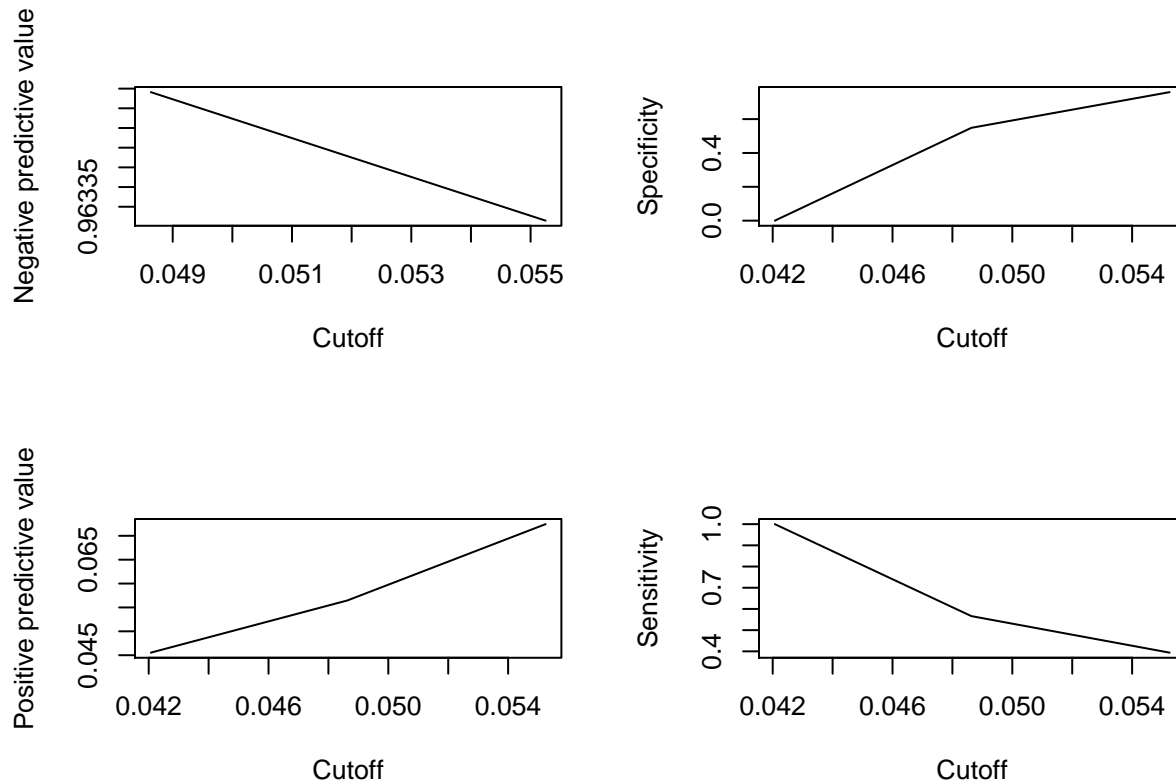 Negative predictive value
0.96335
0.049 0.051 0.053 0.055
Cutoff
Specificity
0.0 0.4
0.042 0.046 0.050 0.054
Cutoff
Positive predictive value
0.045 0.065
0.042 0.046 0.050 0.054
Cutoff
Sensitivity
0.4 0.7 1.0
0.042 0.046 0.050 0.054
Cutoff